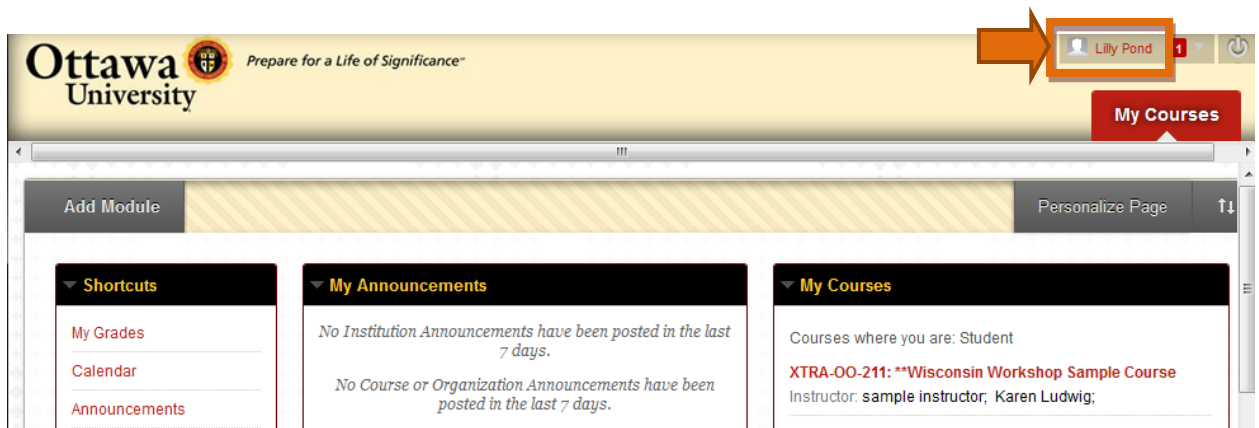 Ottawa
University
Prepare for a Life of Significance℠
Lilly Pond
1
My Courses
Add Module
Personalize Page
Shortcuts
My Grades
Calendar
Announcements
My Announcements
No Institution Announcements have been posted in the last
7 days.
No Course or Organization Announcements have been
posted in the last 7 days.
My Courses
Courses where you are: Student
XTRA-OO-211: **Wisconsin Workshop Sample Course
Instructor: sample instructor; Karen Ludwig;